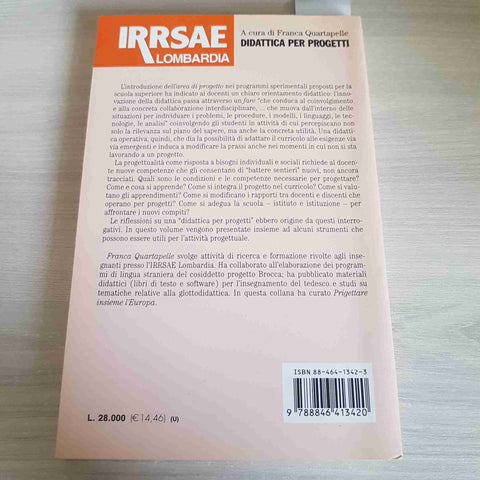 IRRSAE
LOMBARDIA
A cura di Franca Quartapelle
DIDATTICA PER PROGETTI
L'introduzione dell'area di progetto nei programmi sperimentali proposti per la
scuola superiore ha indicato ai docenti un chiaro orientamento didattico: l'inno-
vazione della didattica passa attraverso un fare "che conduca al coinvolgimento
e alla concreta collaborazione interdisciplinare, ... che muova dall'interno delle
situazioni per individuare i problemi, le procedure, i modelli, i linguaggi, le tec-
nologie, le analisi" coinvolgendo gli studenti in attività di cui percepiscano non
solo la rilevanza sul piano del sapere, ma anche la concreta utilità. Una didatti-
ca operativa, quindi, che dia la possibilità di adattare il curricolo alle esigenze via
via emergenti e induca a modificare la prassi anche nei momenti in cui non si sta
lavorando a un progetto.
La progettualità come risposta a bisogni individuali e sociali richiede al docen-
te nuove competenze che gli consentano di "battere sentieri" nuovi, non ancora
tracciati. Quali sono le condizioni e le competenze necessarie per progettare?
Come e cosa si apprende? Come si integra il progetto nel curricolo? Come si valu-
tano gli apprendimenti? Come si modificano i rapporti tra docenti e discenti che
operano per progetti? Come si adegua la scuola – istituto e istituzione – per
affrontare i nuovi compiti?
Le riflessioni su una "didattica per progetti" ebbero origine da questi interro-
gativi. In questo volume vengono presentate insieme ad alcuni strumenti che
possono essere utili per l'attività progettuale.
Franca Quartapelle svolge attività di ricerca e formazione rivolte agli inse-
gnanti presso l'IRRSAE Lombardia. Ha collaborato all'elaborazione dei program-
mi di lingua straniera del cosiddetto progetto Brocca; ha pubblicato materiali
didattici (libri di testo e software) per l'insegnamento del tedesco e studi su
tematiche relative alla glottodidattica. In questa collana ha curato Prigettare
insieme l'Europa.
ISBN 88-464-1342-3
9 788846 413420
L. 28.000 (€ 14,46) (U)